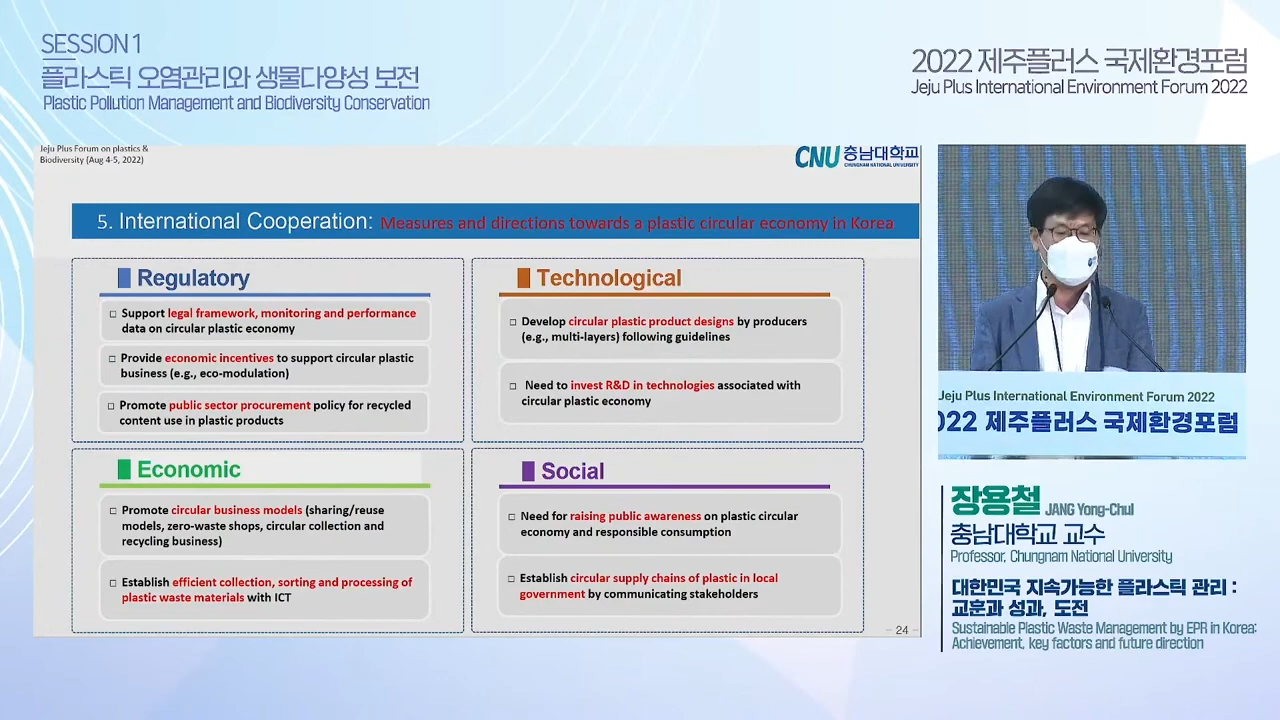 SESSION 1
플라스틱 오염관리와 생물다양성 보전
Plastic Pollution Management and Biodiversity Conservation
2022 제주플러스 국제환경포럼
Jeju Plus International Environment Forum 2022
Jeju Plus Forum on plastics &
Biodiversity (Aug 4-5, 2022)
CNU 충남대학교
CHUNGNAM NATIONAL UNIVERSITY
5. International Cooperation: Measures and directions towards a plastic circular economy in Korea
Regulatory
□ Support legal framework, monitoring and performance
data on circular plastic economy
□ Provide economic incentives to support circular plastic
business (e.g., eco-modulation)
□ Promote public sector procurement policy for recycled
content use in plastic products
Technological
□ Develop circular plastic product designs by producers
(e.g., multi-layers) following guidelines
□ Need to invest R&D in technologies associated with
circular plastic economy
Economic
□ Promote circular business models (sharing/reuse
models, zero-waste shops, circular collection and
recycling business)
□ Establish efficient collection, sorting and processing of
plastic waste materials with ICT
Social
□ Need for raising public awareness on plastic circular
economy and responsible consumption
□ Establish circular supply chains of plastic in local
government by communicating stakeholders
- 24 -
Jeju Plus International Environment Forum 2022
022 제주플러스 국제환경포럼
장용철 JANG Yong-Chul
충남대학교 교수
Professor, Chungnam National University
대한민국 지속가능한 플라스틱 관리 :
교훈과 성과, 도전
Sustainable Plastic Waste Management by EPR in Korea:
Achievement, key factors and future direction